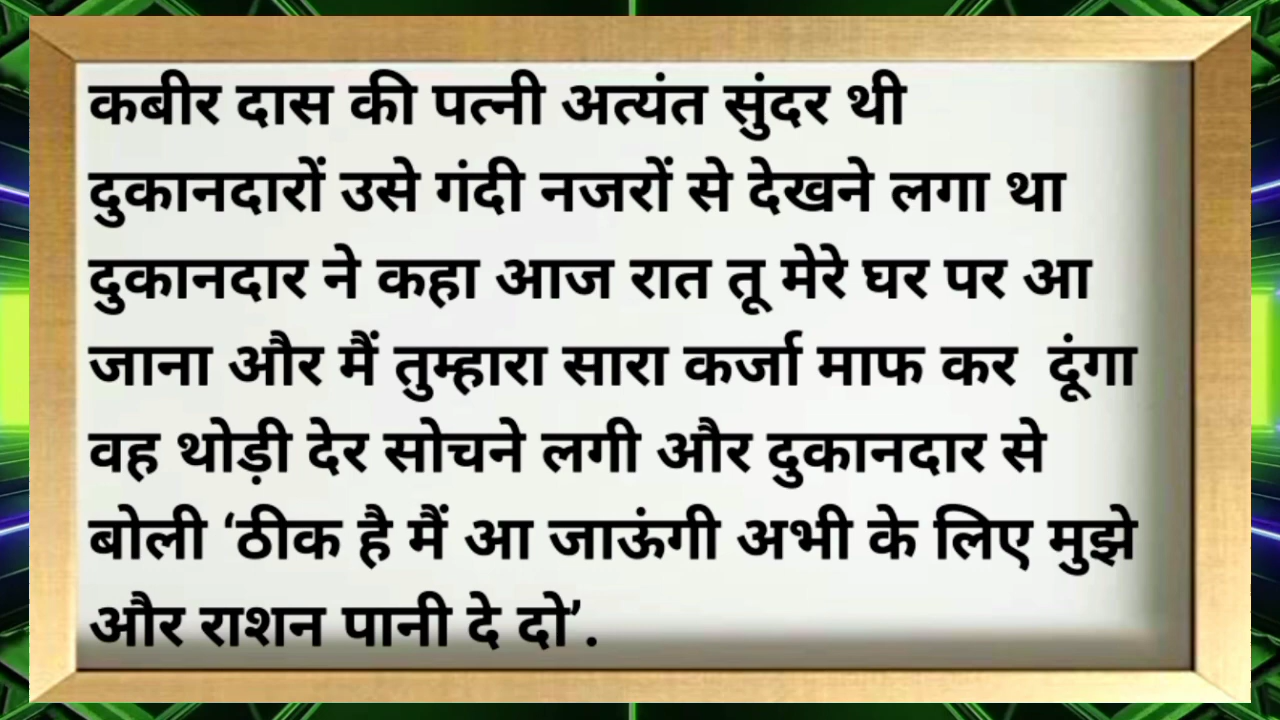 कबीर दास की पत्नी अत्यंत सुंदर थी
दुकानदारों उसे गंदी नजरों से देखने लगा था
दुकानदार ने कहा आज रात तू मेरे घर पर आ
जाना और मैं तुम्हारा सारा कर्जा माफ कर  दूंगा
वह थोड़ी देर सोचने लगी और दुकानदार से
बोली ‘ठीक है मैं आ जाऊंगी अभी के लिए मुझे
और राशन पानी दे दो’.